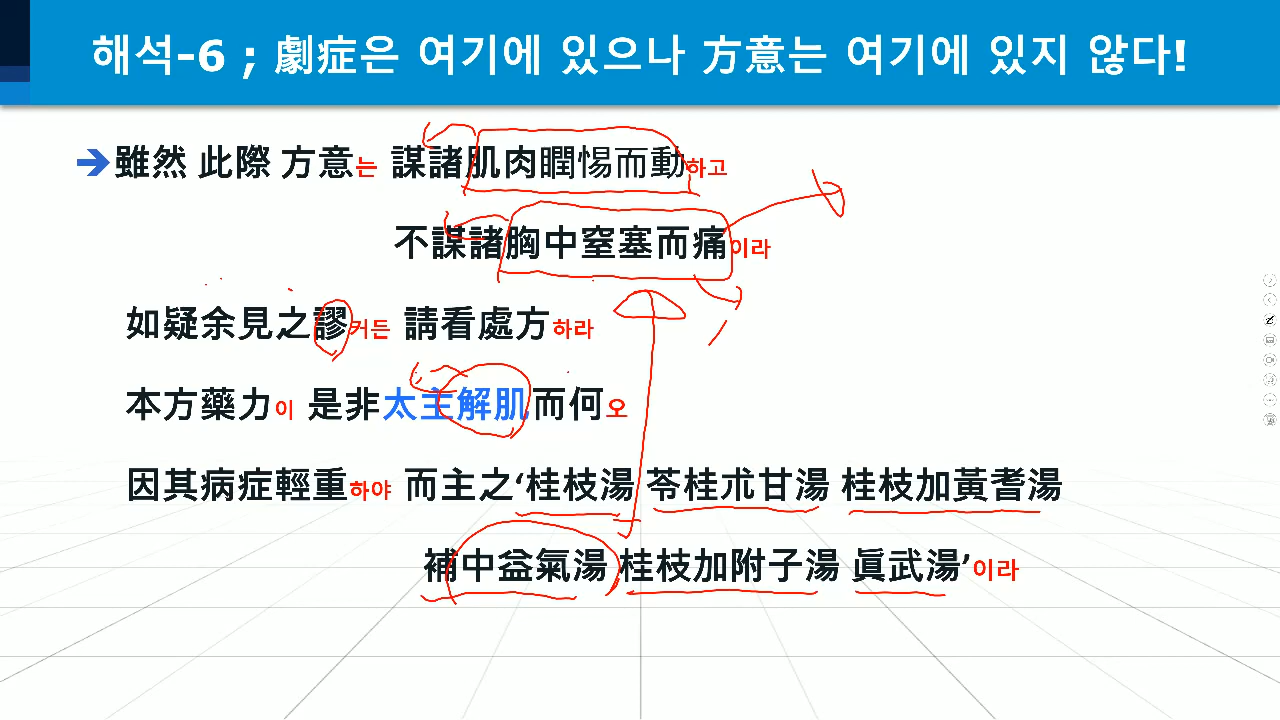 해석-6 ; 劇症은 여기에 있으나 方意는 여기에 있지 않다!
➔雖然 此際 方意는 謀諸肌肉瞤惕而動하고
不謀諸胸中窒塞而痛이라
如疑余見之謬커든 請看處方하라
本方藥力이 是非太主解肌而何오
因其病症輕重하야 而主之‘桂枝湯 苓桂朮甘湯 桂枝加黃耆湯
補中益氣湯 桂枝加附子湯 眞武湯’이라